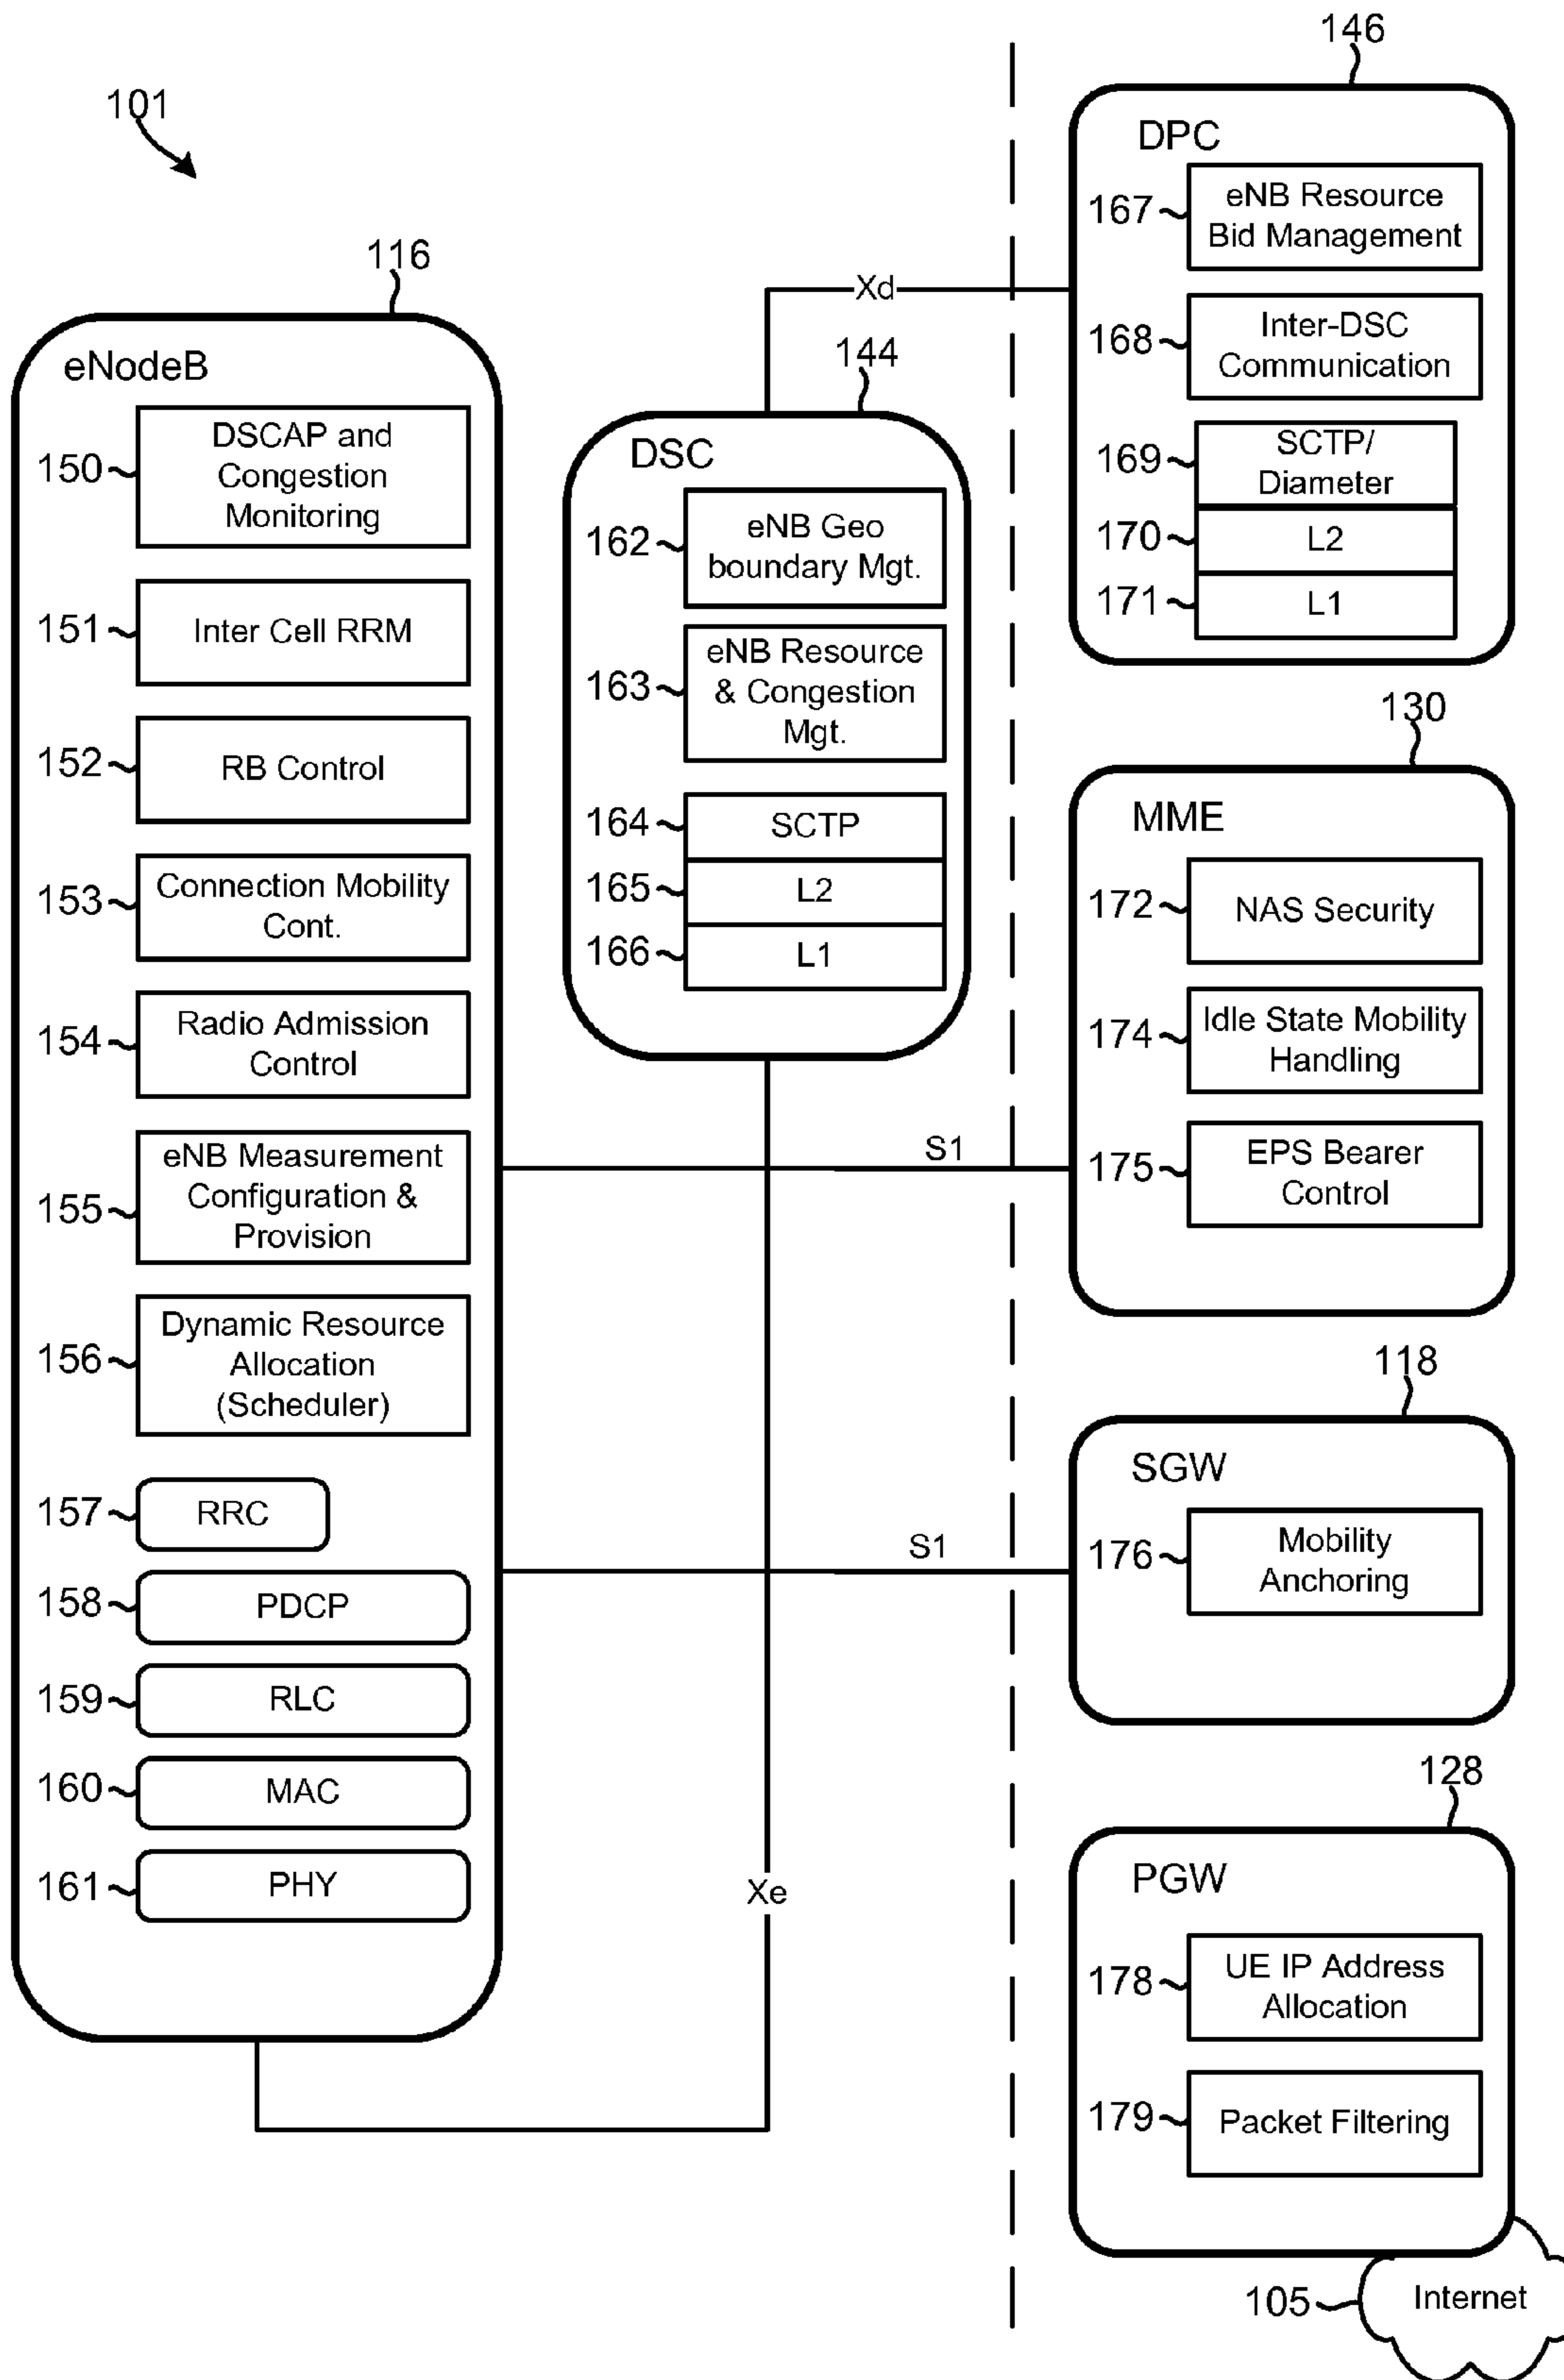 101
116
eNodeB
150
DSCAP and
Congestion
Monitoring
151
Inter Cell RRM
152
RB Control
153
Connection Mobility
Cont.
154
Radio Admission
Control
155
eNB Measurement
Configuration &
Provision
156
Dynamic Resource
Allocation
(Scheduler)
157
RRC
158
PDCP
159
RLC
160
MAC
161
PHY
Xd
144
DSC
162
eNB Geo
boundary Mgt.
163
eNB Resource
& Congestion
Mgt.
164
SCTP
165
L2
166
L1
S1
S1
Xe
146
DPC
167
eNB Resource
Bid Management
168
Inter-DSC
Communication
169
SCTP/
Diameter
170
L2
171
L1
130
MME
172
NAS Security
174
Idle State Mobility
Handling
175
EPS Bearer
Control
118
SGW
176
Mobility
Anchoring
128
PGW
178
UE IP Address
Allocation
179
Packet Filtering
105
Internet